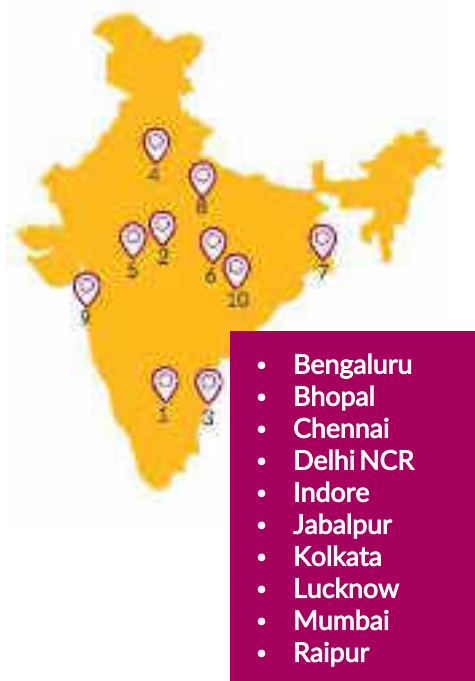 4
8
2
5
6
7
10
9
1
3
• Bengaluru
• Bhopal
• Chennai
• Delhi NCR
• Indore
• Jabalpur
• Kolkata
• Lucknow
• Mumbai
• Raipur